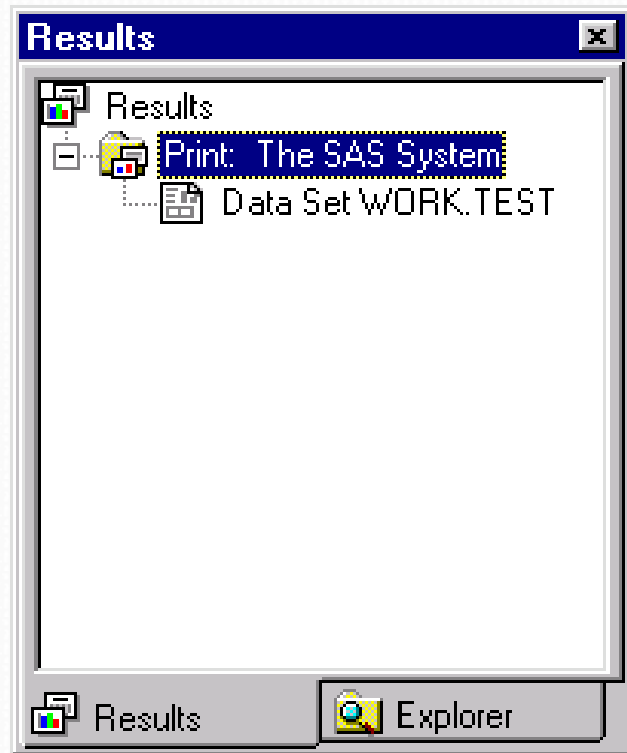 Results
Results
Print: The SAS System
Data Set WORK.TEST
Results
Explorer